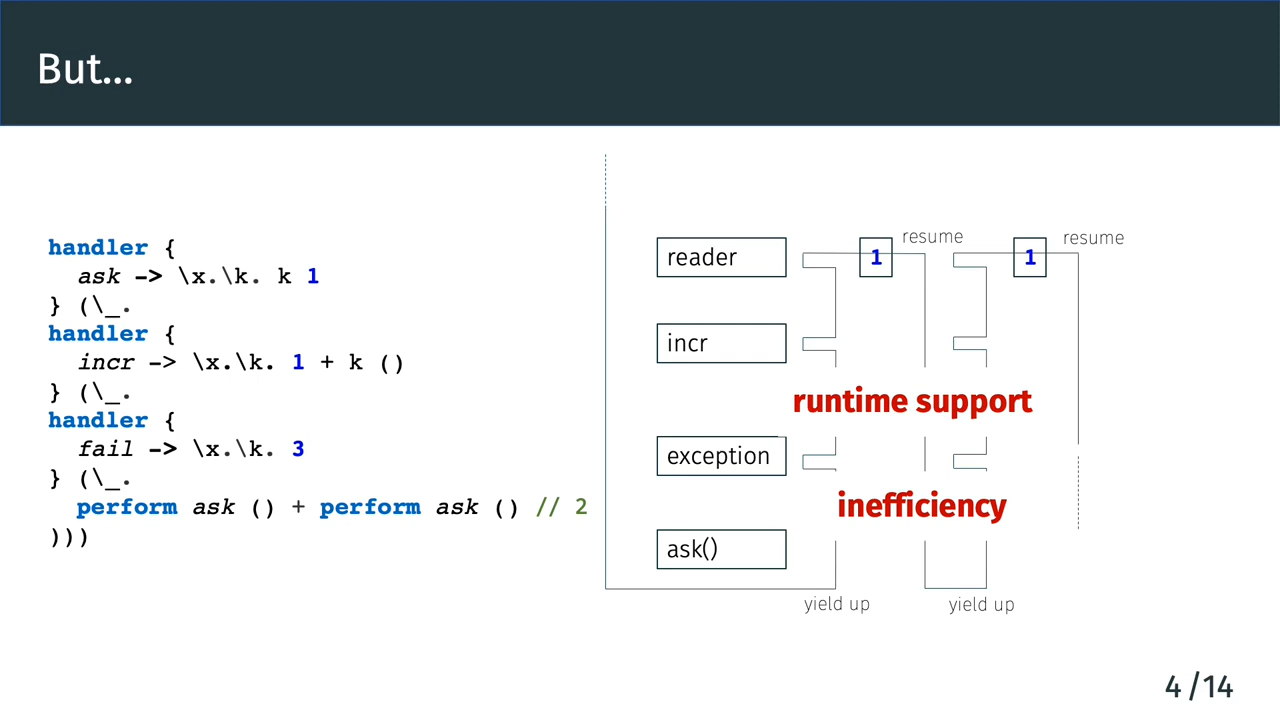 But...
handler {
  ask -> \x.\k. k 1
} (\_.
handler {
  incr -> \x.\k. 1 + k ()
} (\_.
handler {
  fail -> \x.\k. 3
} (\_.
  perform ask () + perform ask () // 2
)))
reader
1
resume
1
resume
incr
runtime support
exception
inefficiency
ask()
yield up
yield up
4/14